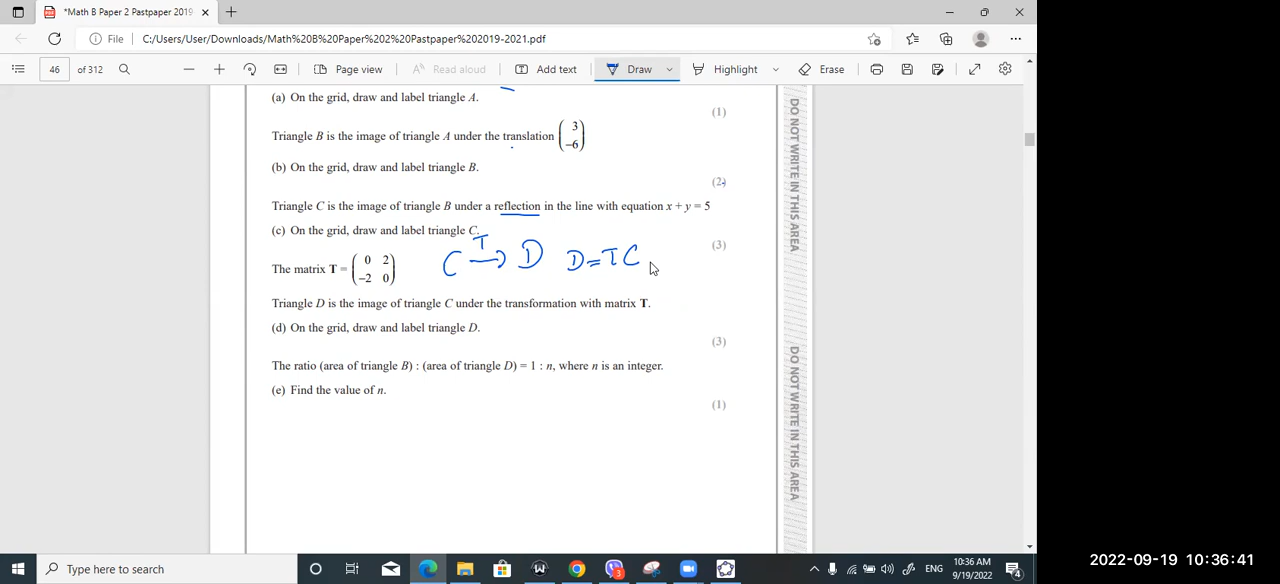 *Math B Paper 2 Pastpaper 2019
File C:/Users/User/Downloads/Math%20B%20Paper%202%20Pastpaper%202019-2021.pdf
46 of 312 Page view Read aloud Add text Draw Highlight Erase
(a) On the grid, draw and label triangle A.
(1)
Triangle B is the image of triangle A under the translation ( 3 -6 )
(b) On the grid, draw and label triangle B.
(2)
Triangle C is the image of triangle B under a reflection in the line with equation x + y = 5
(c) On the grid, draw and label triangle C.
(3)
The matrix T = ( 0 2 -2 0 )
C T→ D D=TC
Triangle D is the image of triangle C under the transformation with matrix T.
(d) On the grid, draw and label triangle D.
(3)
The ratio (area of triangle B) : (area of triangle D) = 1 : n, where n is an integer.
(e) Find the value of n.
(1)
DO NOT WRITE IN THIS AREA
DO NOT WRITE IN THIS AREA
Type here to search
3
ENG
10:36 AM
9/19/2022
4
2022-09-19 10:36:41